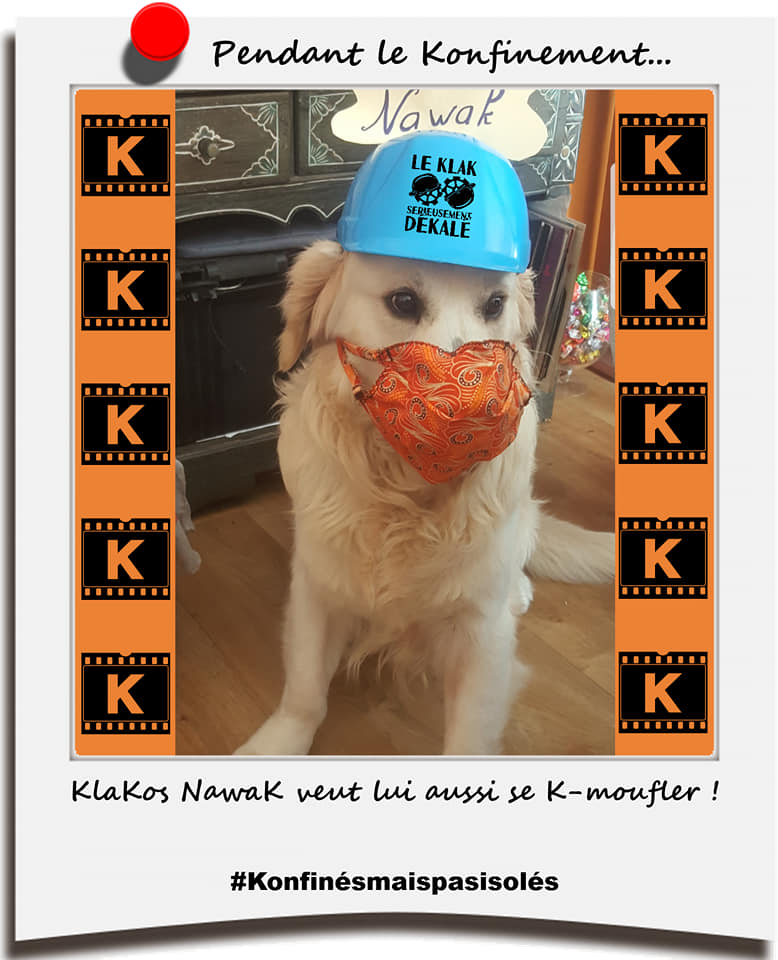 Pendant le Konfinement...
Nawak
LE KLAK
SERIEUSEMENT
DEKALE
K
K
K
K
K
K
K
K
K
K
KlaKos NawaK veut lui aussi se K-moufler !
#Konfinésmaispasisolés